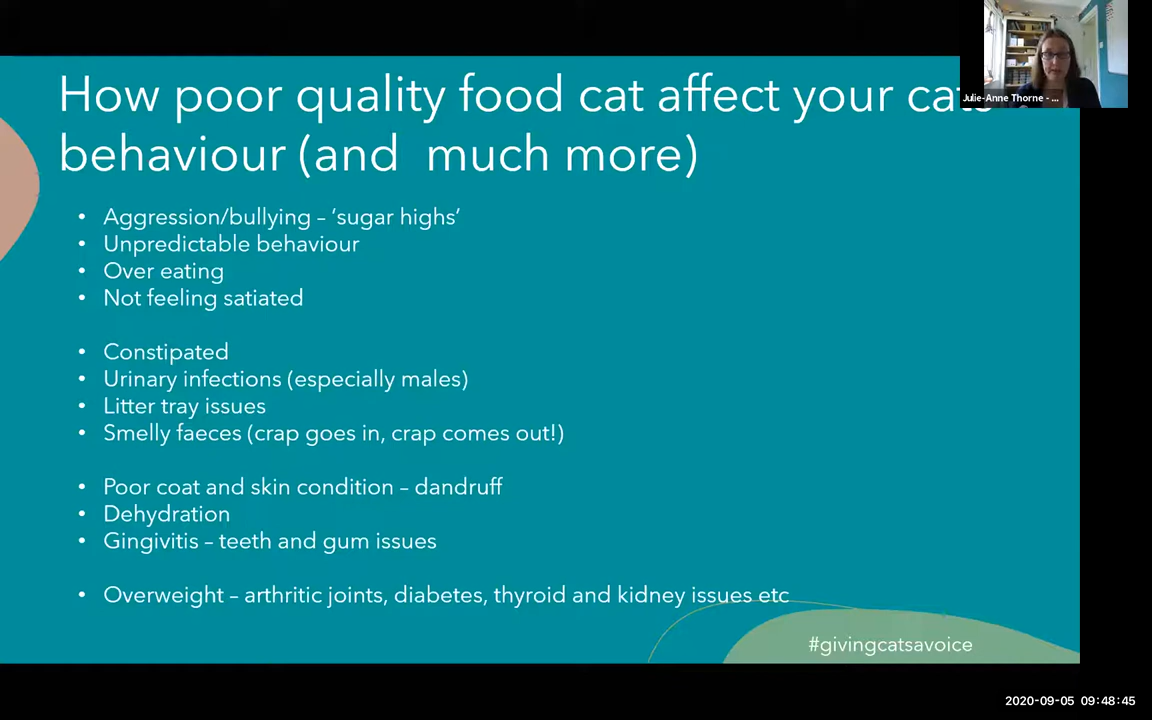 How poor quality food cat affect your cats
behaviour (and much more)
Julie-Anne Thorne - ...
• Aggression/bullying – ‘sugar highs’
• Unpredictable behaviour
• Over eating
• Not feeling satiated
• Constipated
• Urinary infections (especially males)
• Litter tray issues
• Smelly faeces (crap goes in, crap comes out!)
• Poor coat and skin condition – dandruff
• Dehydration
• Gingivitis – teeth and gum issues
• Overweight – arthritic joints, diabetes, thyroid and kidney issues etc
#givingcatsavoice
2020-09-05 09:48:45